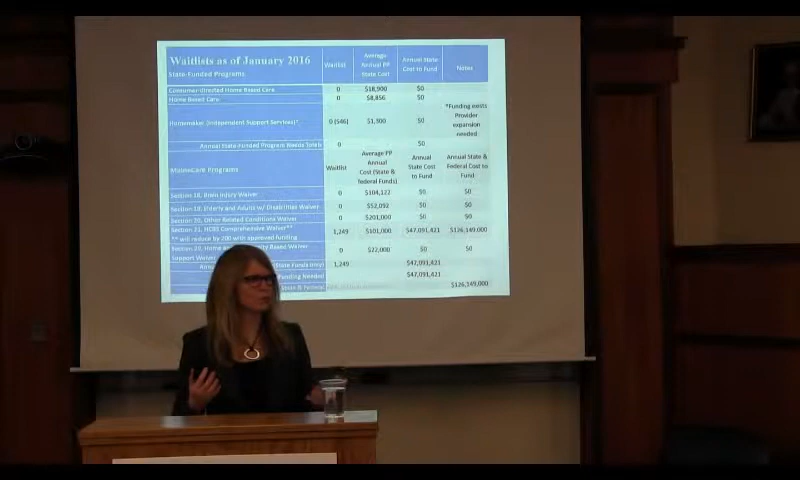 Waitlists as of January 2016
State-Funded Programs
Waitlist
Average Annual PP State Cost
Annual State Cost to Fund
Notes
Consumer-Directed Home Based Care 0 $18,900 $0
Home Based Care 0 $8,856 $0
Homemaker (Independent Support Services)* 0 (546) $1,300 $0
*Funding exists
Provider
expansion
needed
Annual State-Funded Program Needs Totals 0 $0
MaineCare Programs
Waitlist
Average PP Annual Cost (State & federal Funds)
Annual State Cost to Fund
Annual State & Federal Cost to Fund
Section 18, Brain Injury Waiver 0 $104,122 $0 $0
Elderly and Adults w/ Disabilities Waiver 0 $52,092 $0 $0
Section 20, Other Related Conditions Waiver 0 $201,000 $0 $0
Section 21, HCBS Comprehensive Waiver** 1,249 $101,000 $47,091,421 $126,149,000
** will reduce by 200 with approved funding
Based Waiver
Support Waiver 0 $22,000 $0 $0
State Funds only) 1,249 $47,091,421
Funding Needed $47,091,421
$126,149,000